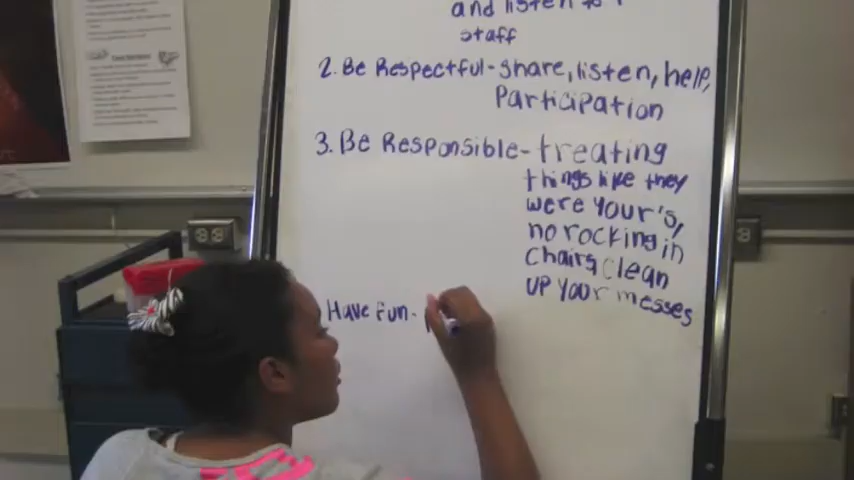 and listen to
staff
2. Be Respectful - share, listen, help,
Participation
3. Be Responsible - treating
things like they
were your's,
no rocking in
chairs, clean
up your messes
Have Fun -